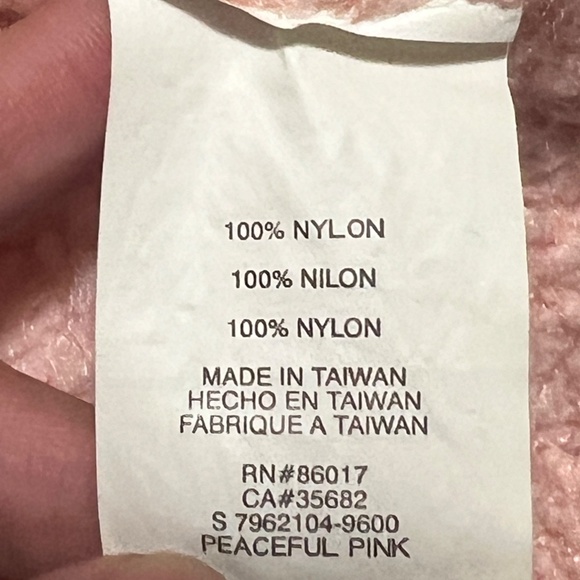 100% NYLON
100% NILON
100% NYLON
MADE IN TAIWAN
HECHO EN TAIWAN
FABRIQUE A TAIWAN
RN#86017
CA#35682
S 7962104-9600
PEACEFUL PINK